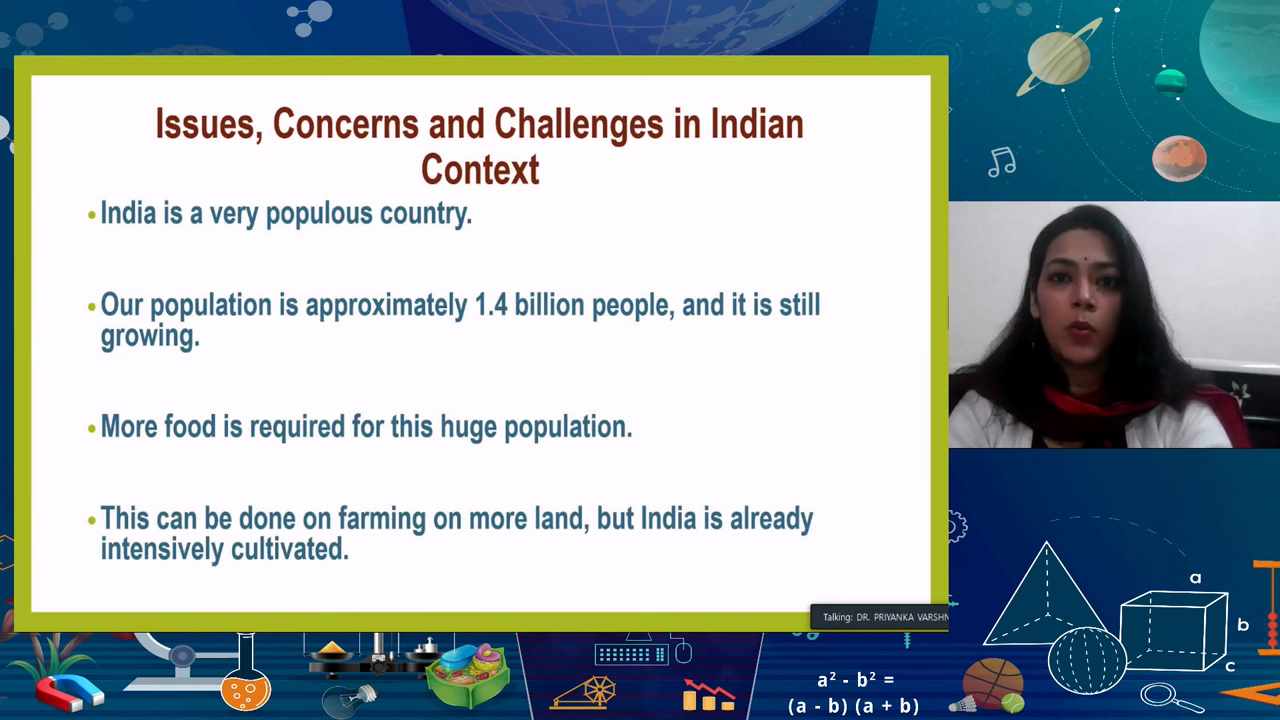 Issues, Concerns and Challenges in Indian
Context
•India is a very populous country.
•Our population is approximately 1.4 billion people, and it is still
growing.
•More food is required for this huge population.
•This can be done on farming on more land, but India is already
intensively cultivated.
Talking: DR. PRIYANKA VARSHN
a
b
c
a² - b² =
(a - b) (a + b)